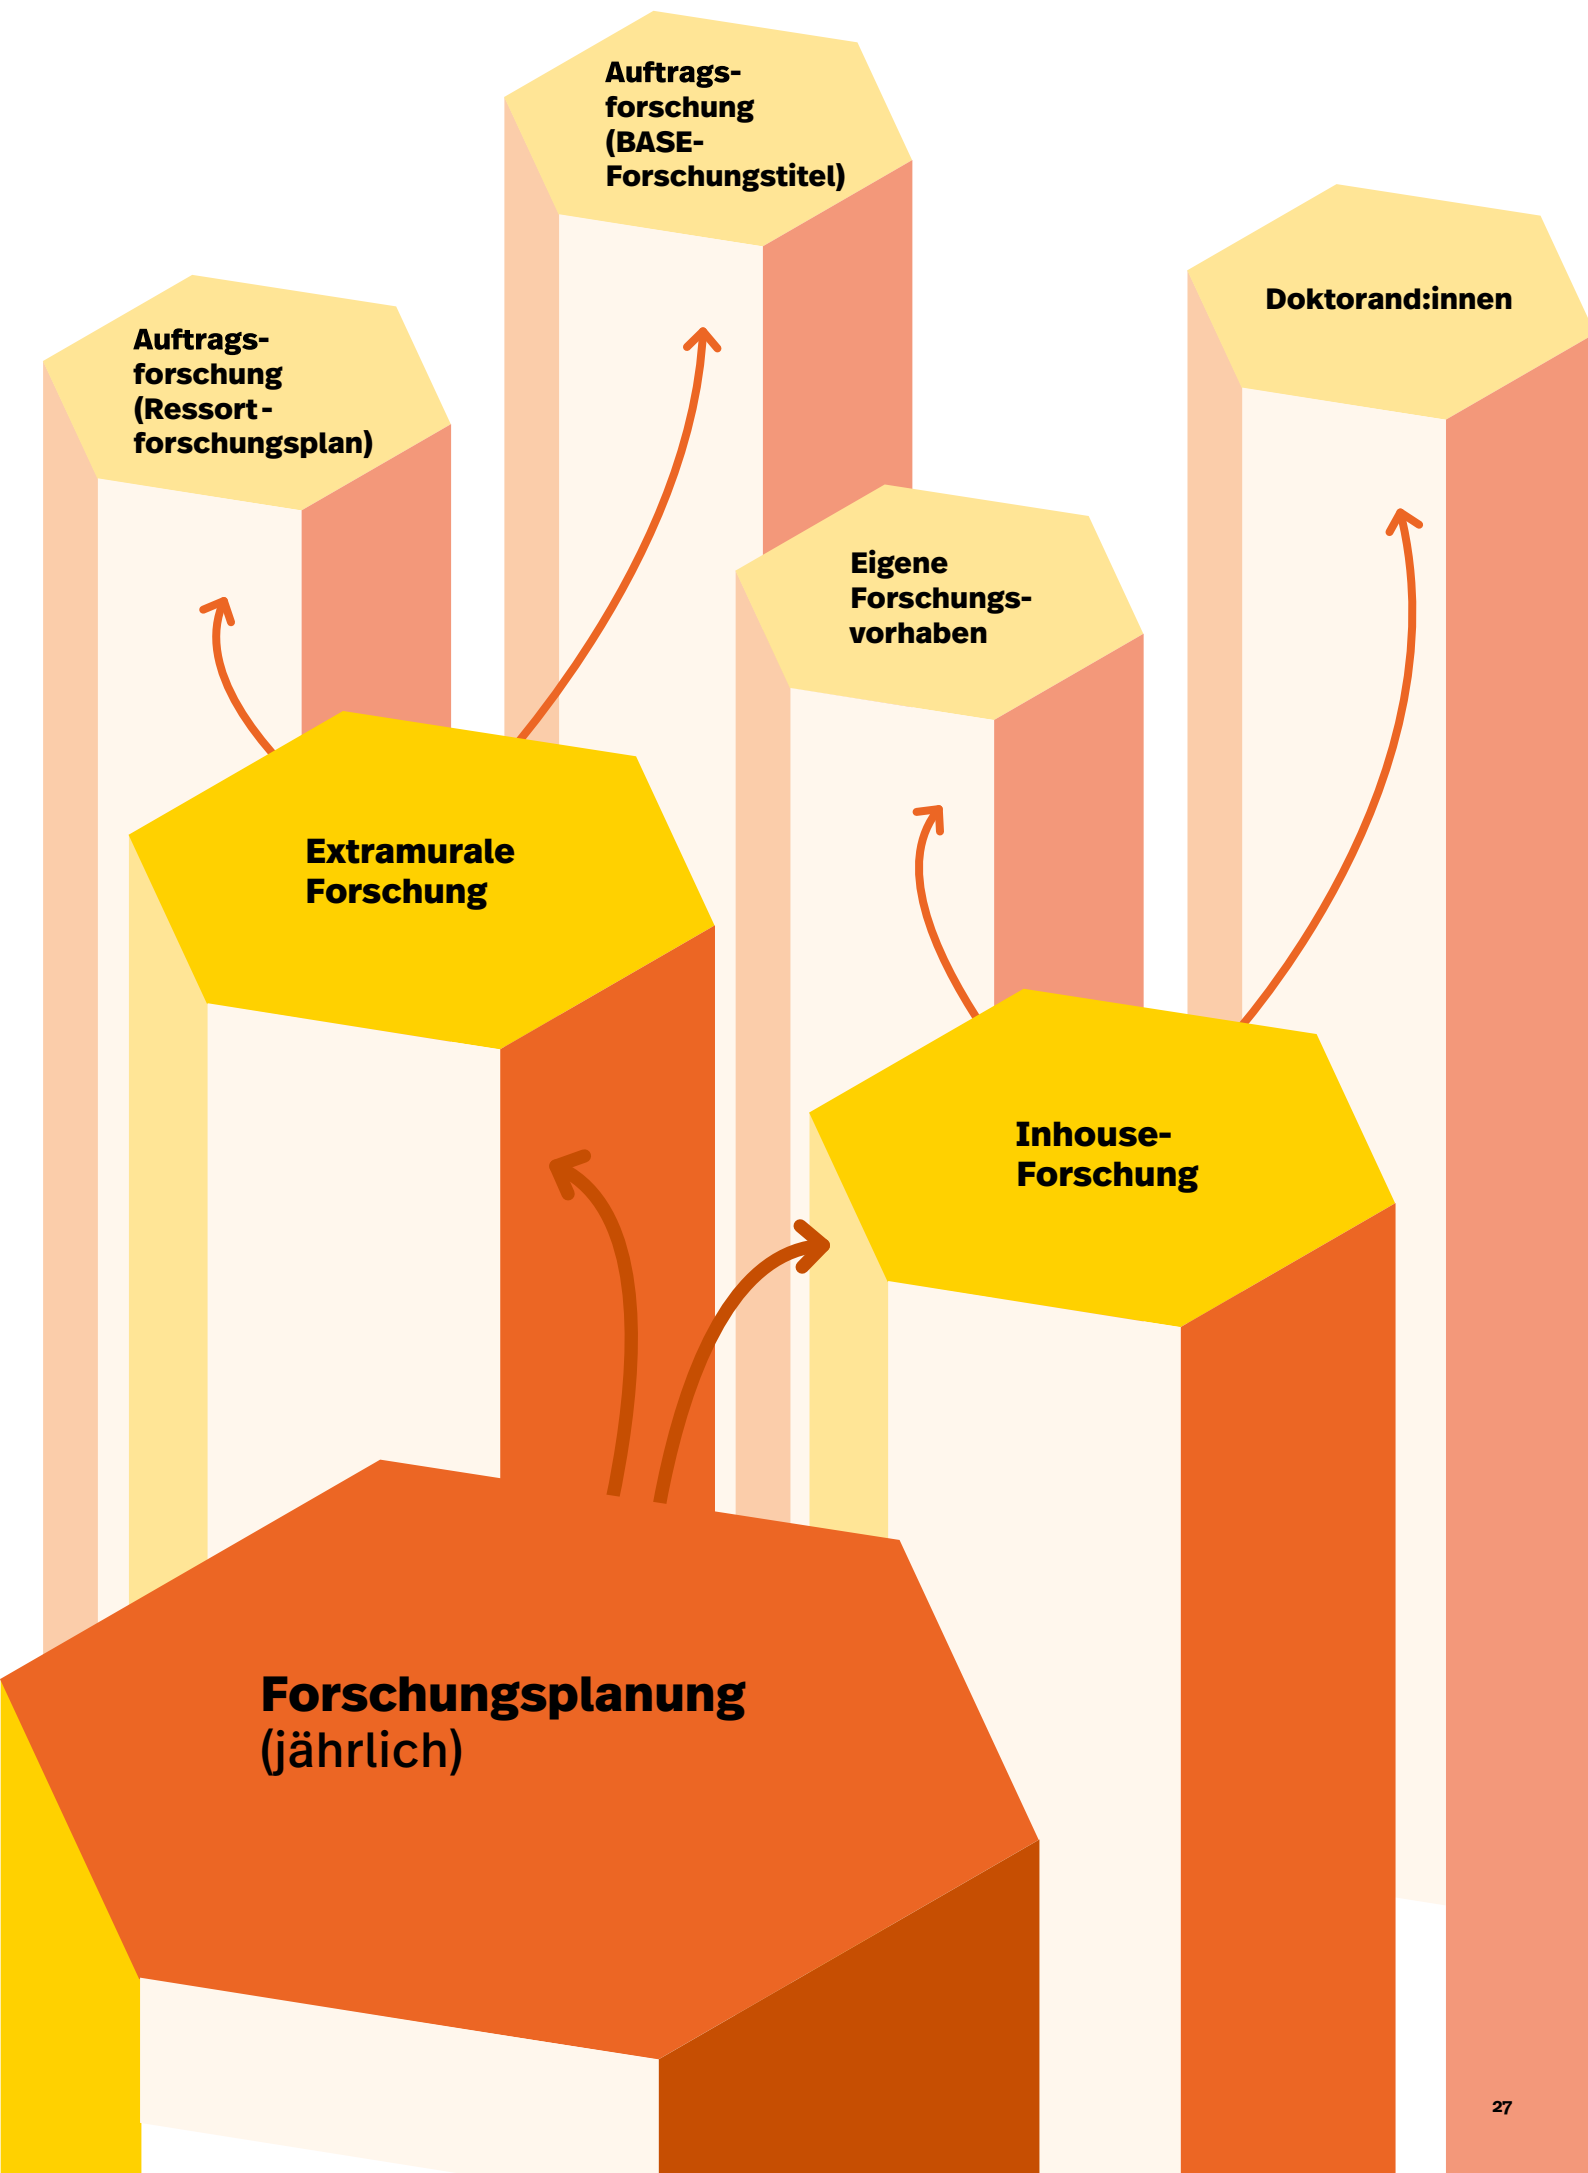 Auftrags-
forschung
(BASE-
Forschungstitel)
Doktorand:innen
Auftrags-
forschung
(Ressort-
forschungsplan)
Eigene
Forschungs-
vorhaben
Extramurale
Forschung
Inhouse-
Forschung
Forschungsplanung
(jährlich)
27